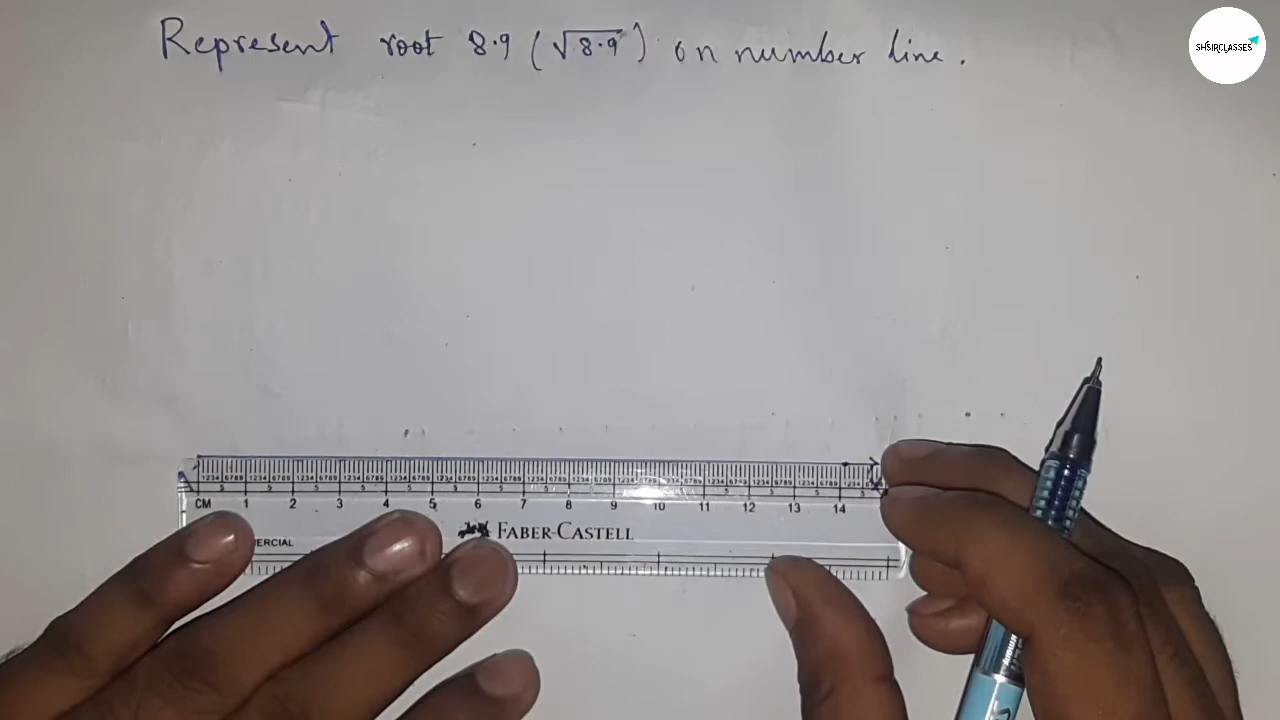 Represent root 8.9 (√8.9) on number line.
SHSIRCLASSES
CM 1 2 3 4 5 6 7 8 9 10 11 12 13 14
FABER-CASTELL
ERCIAL